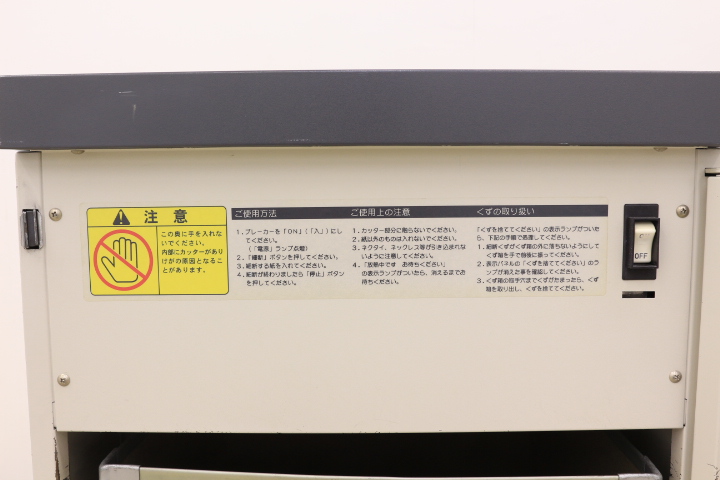 注意
この奥に手を入れな
いでください。
内部にカッターがあり
けがの原因となるこ
とがあります。
ご使用方法
1．ブレーカーを「ON」（「入」）にし
てください。
（「電源」ランプ点燈）
2．「細断」ボタンを押してください。
3．細断する紙を入れてください。
4．細断が終わりましたら「停止」ボタン
を押してください。
ご使用上の注意
1．カッター部分に触らないでください。
2．紙以外のものは入れないでください。
3．ネクタイ、ネックレス等が引き込まれな
いように注意してください。
4．「放熱中です お待ちください」
の表示ランプがついたら、消えるまでお
待ちください。
くずの取り扱い
「くずを捨ててください」の表示ランプがついた
ら、下記の手順で処理してください。
1．細断くずがくず箱の外に落ちないようにして
くず箱を手で前後に振ってください。
2．表示パネルの「くずを捨ててください」のラ
ンプが消えた事を確認してください。
3．くず箱の取手穴までくずがたまったら、くず
箱を取り出し、くずを捨ててください。
OFF